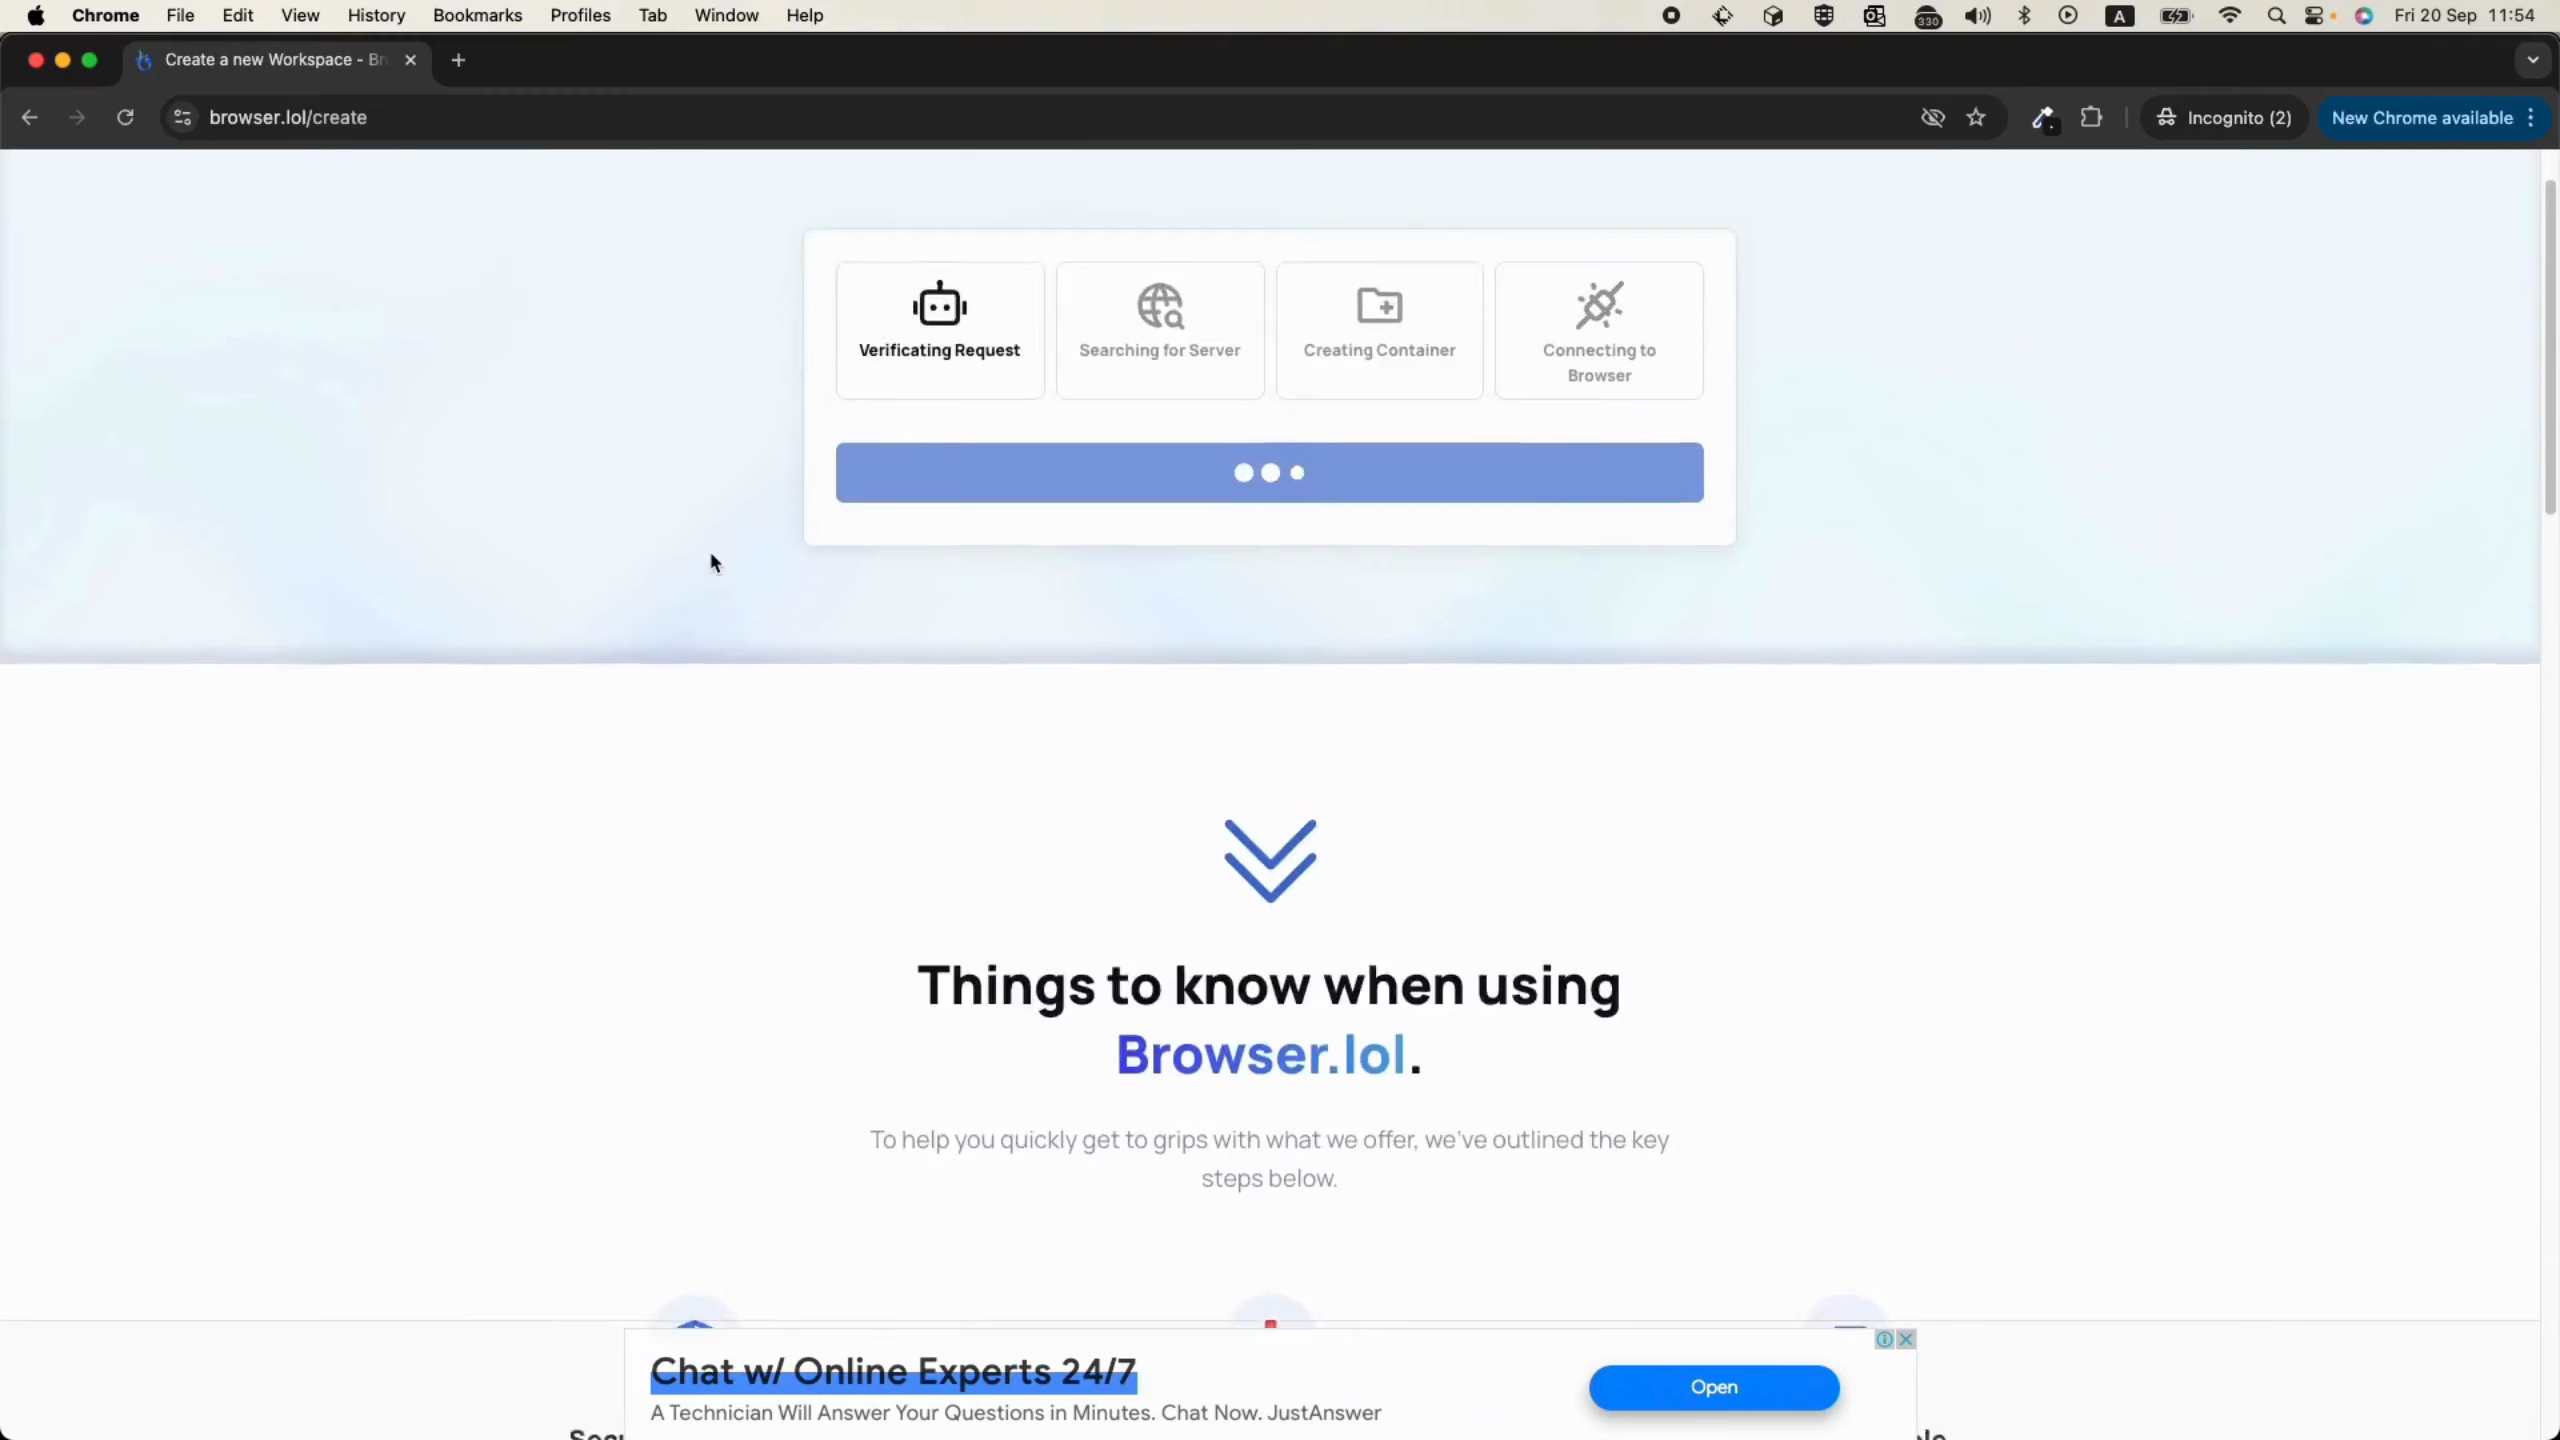 Chrome File Edit View History Bookmarks Profiles Tab Window Help 330 A Fri 20 Sep 11:54
Create a new Workspace - Br
browser.lol/create Incognito (2) New Chrome available
Verificating Request
Searching for Server
Creating Container
Connecting to
Browser
Things to know when using
Browser.lol.
To help you quickly get to grips with what we offer, we've outlined the key
steps below.
Chat w/ Online Experts 24/7
A Technician Will Answer Your Questions in Minutes. Chat Now. JustAnswer
Open